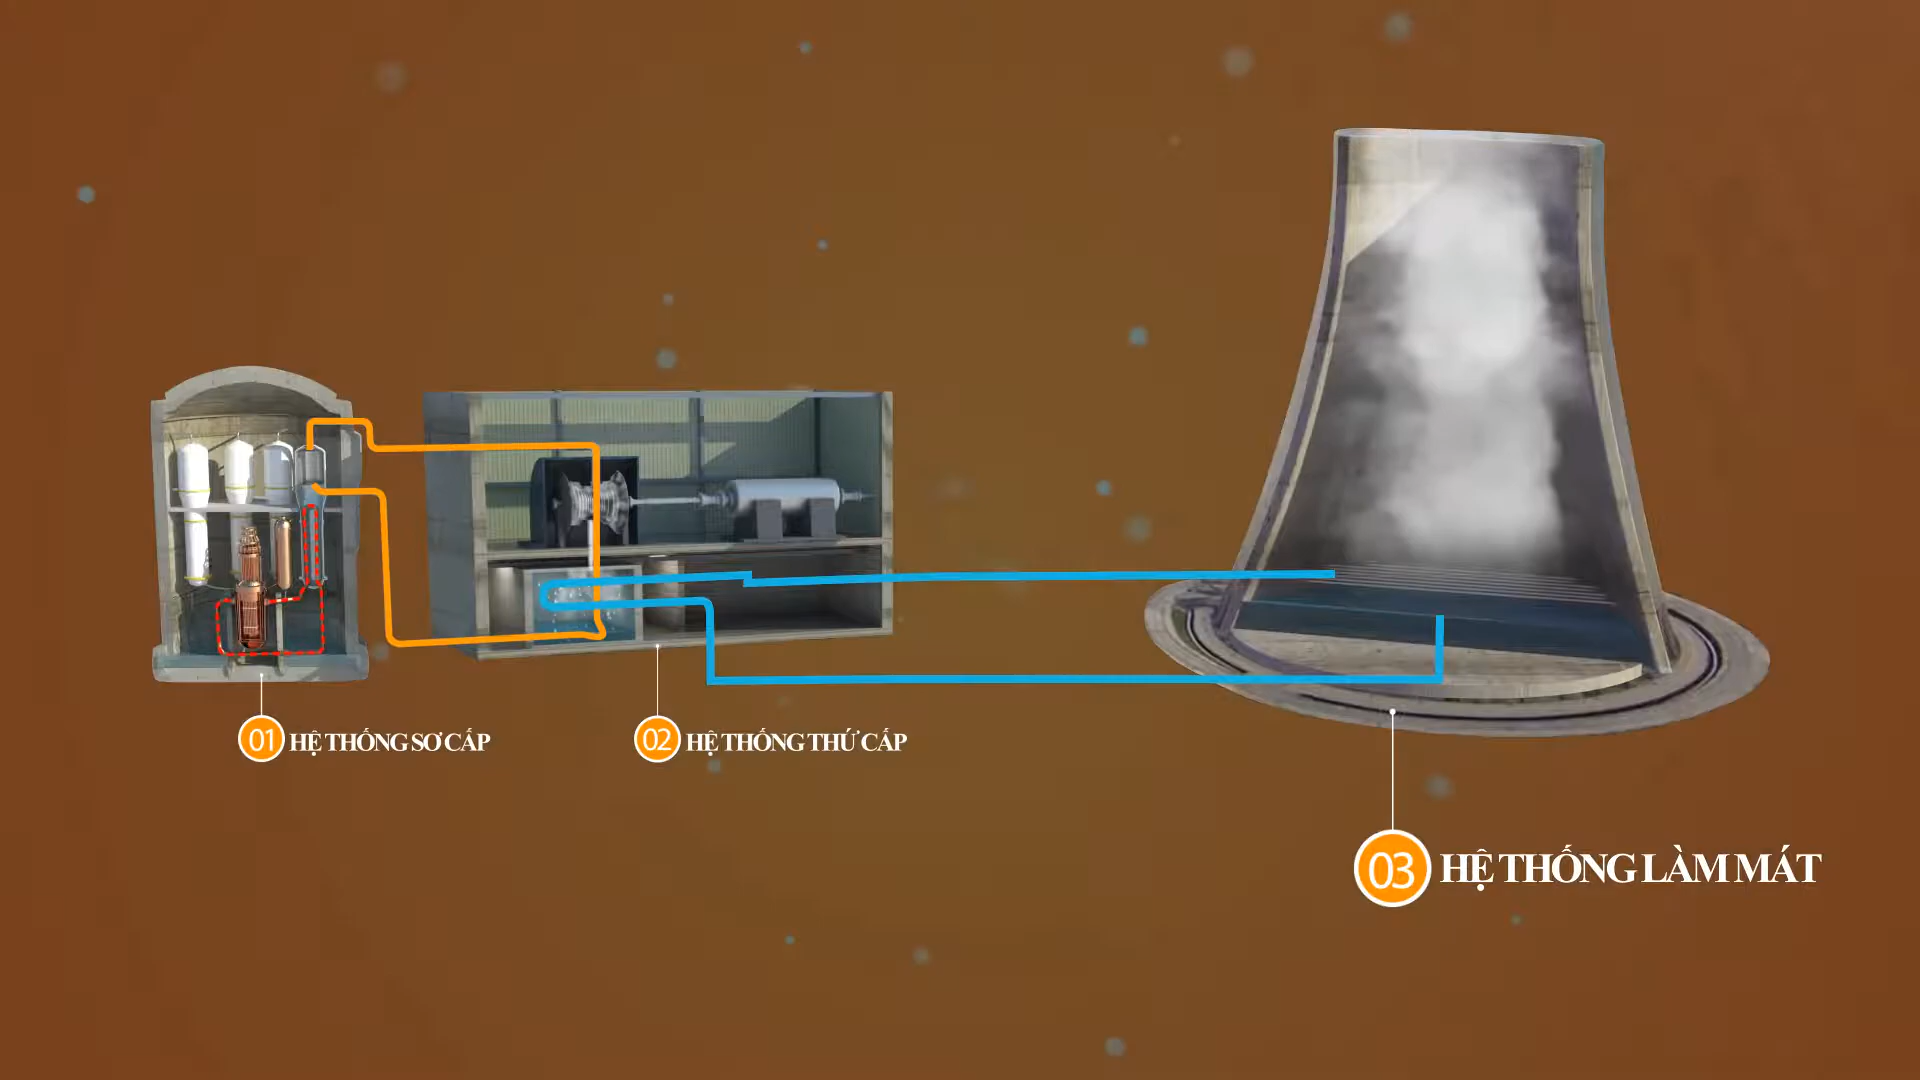 01 HỆ THỐNG SƠ CẤP
02 HỆ THỐNG THỨ CẤP
03 HỆ THỐNG LÀM MÁT